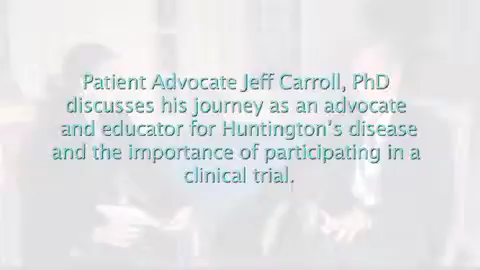 Patient Advocate Jeff Carroll, PhD
discusses his journey as an advocate
and educator for Huntington's disease
and the importance of participating in a
clinical trial.